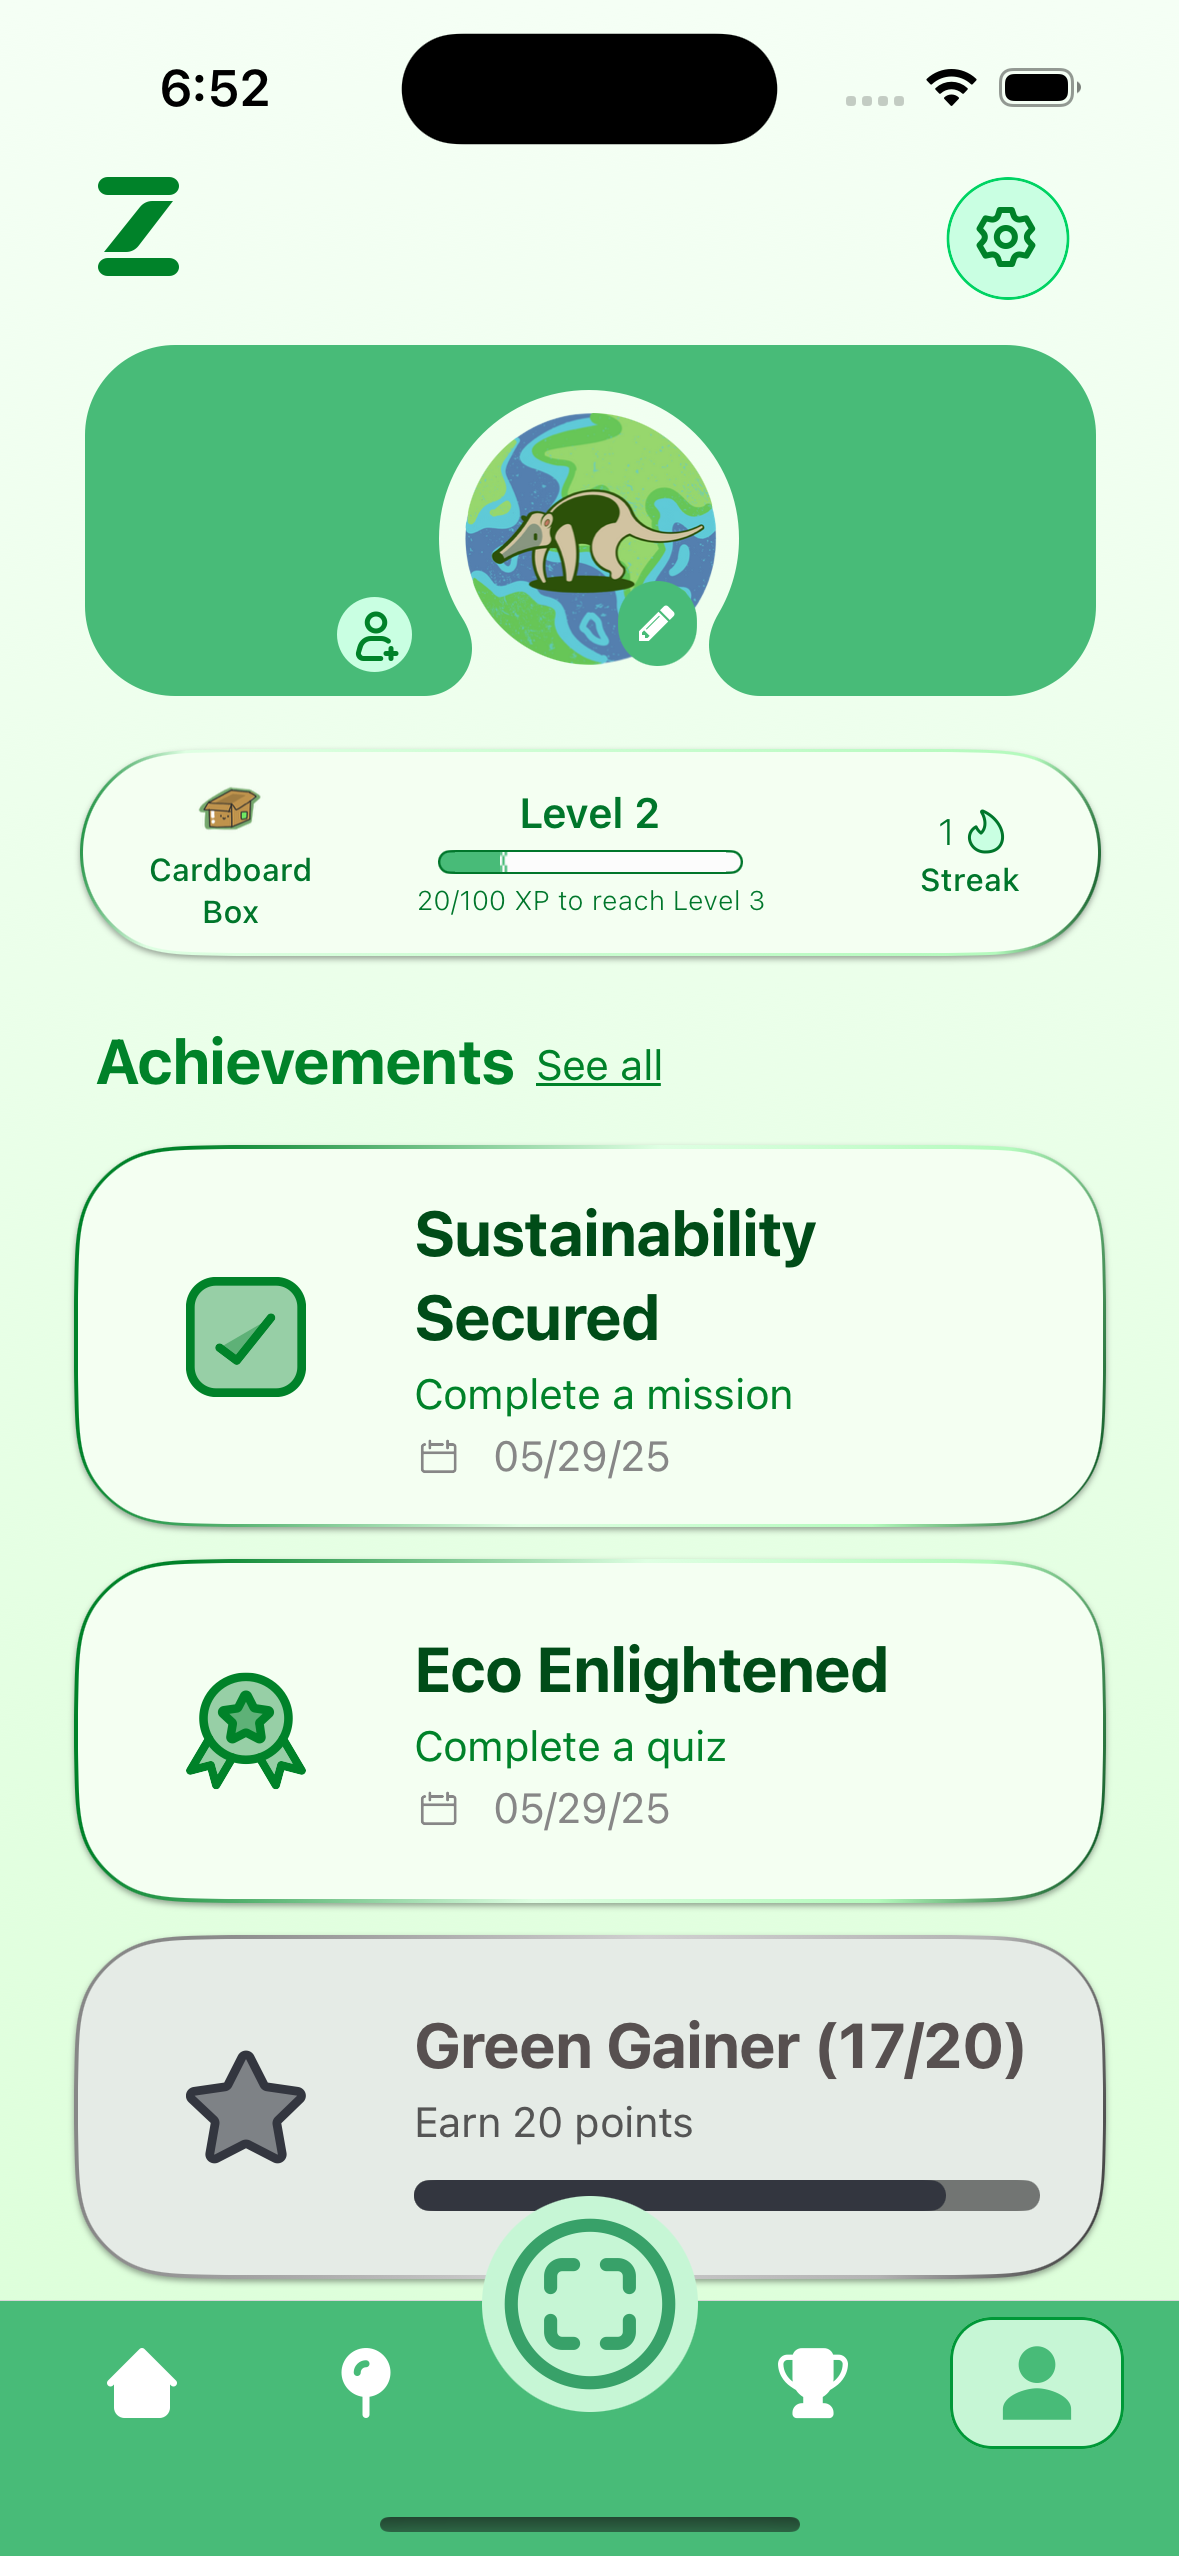 6:52
Z
Cardboard
Box
Level 2
20/100 XP to reach Level 3
1
Streak
Achievements See all
Sustainability
Secured
Complete a mission
05/29/25
Eco Enlightened
Complete a quiz
05/29/25
Green Gainer (17/20)
Earn 20 points